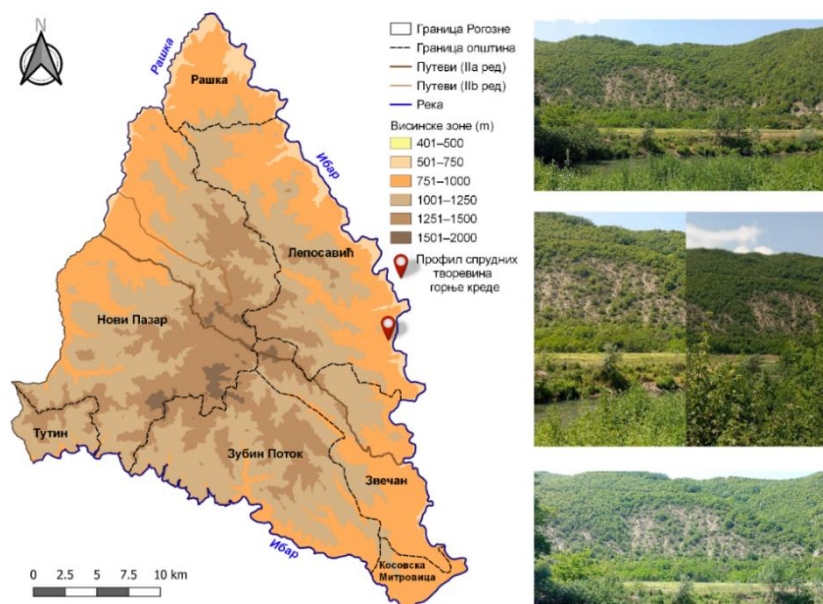 N
Рашка
Рашка
Ибар
Лепосавић
Нови Пазар
Тутин
Зубин Поток
Звечан
Косовска
Митровица
Ибар
0 2.5 5 7.5 10 km
Граница Рогозне
Граница општина
Путеви (IIa ред)
Путеви (IIb ред)
Река
Висинске зоне (m)
401–500
501–750
751–1000
1001–1250
1251–1500
1501–2000
Профил спрудних
творевина
горње креде